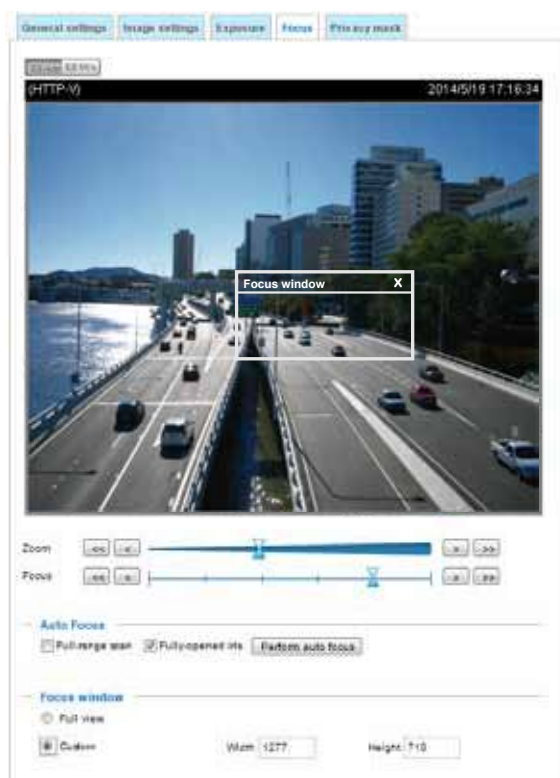 General settings Image settings Exposure Focus Privacy mask
(HTTP-V) 2014/5/19 17:16:34
Focus window X
Zoom << < > >>
Focus << < > >>
Auto Focus
Full-range scan Fully-opened iris Perform auto focus
Focus window
Full view
Custom Width 1277 Height 710